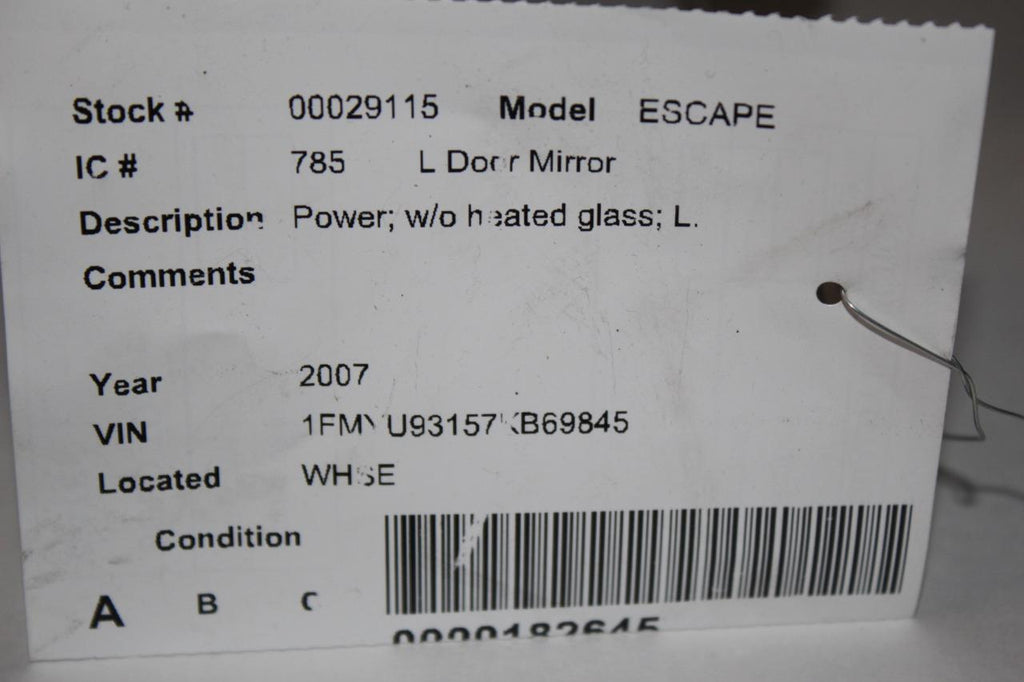 Stock # 00029115 Model ESCAPE
IC # 785 L Door Mirror
Description Power; w/o heated glass; L.
Comments
Year 2007
VIN 1FMYU93157KB69845
Located WHSE
Condition
A B C
0000182645